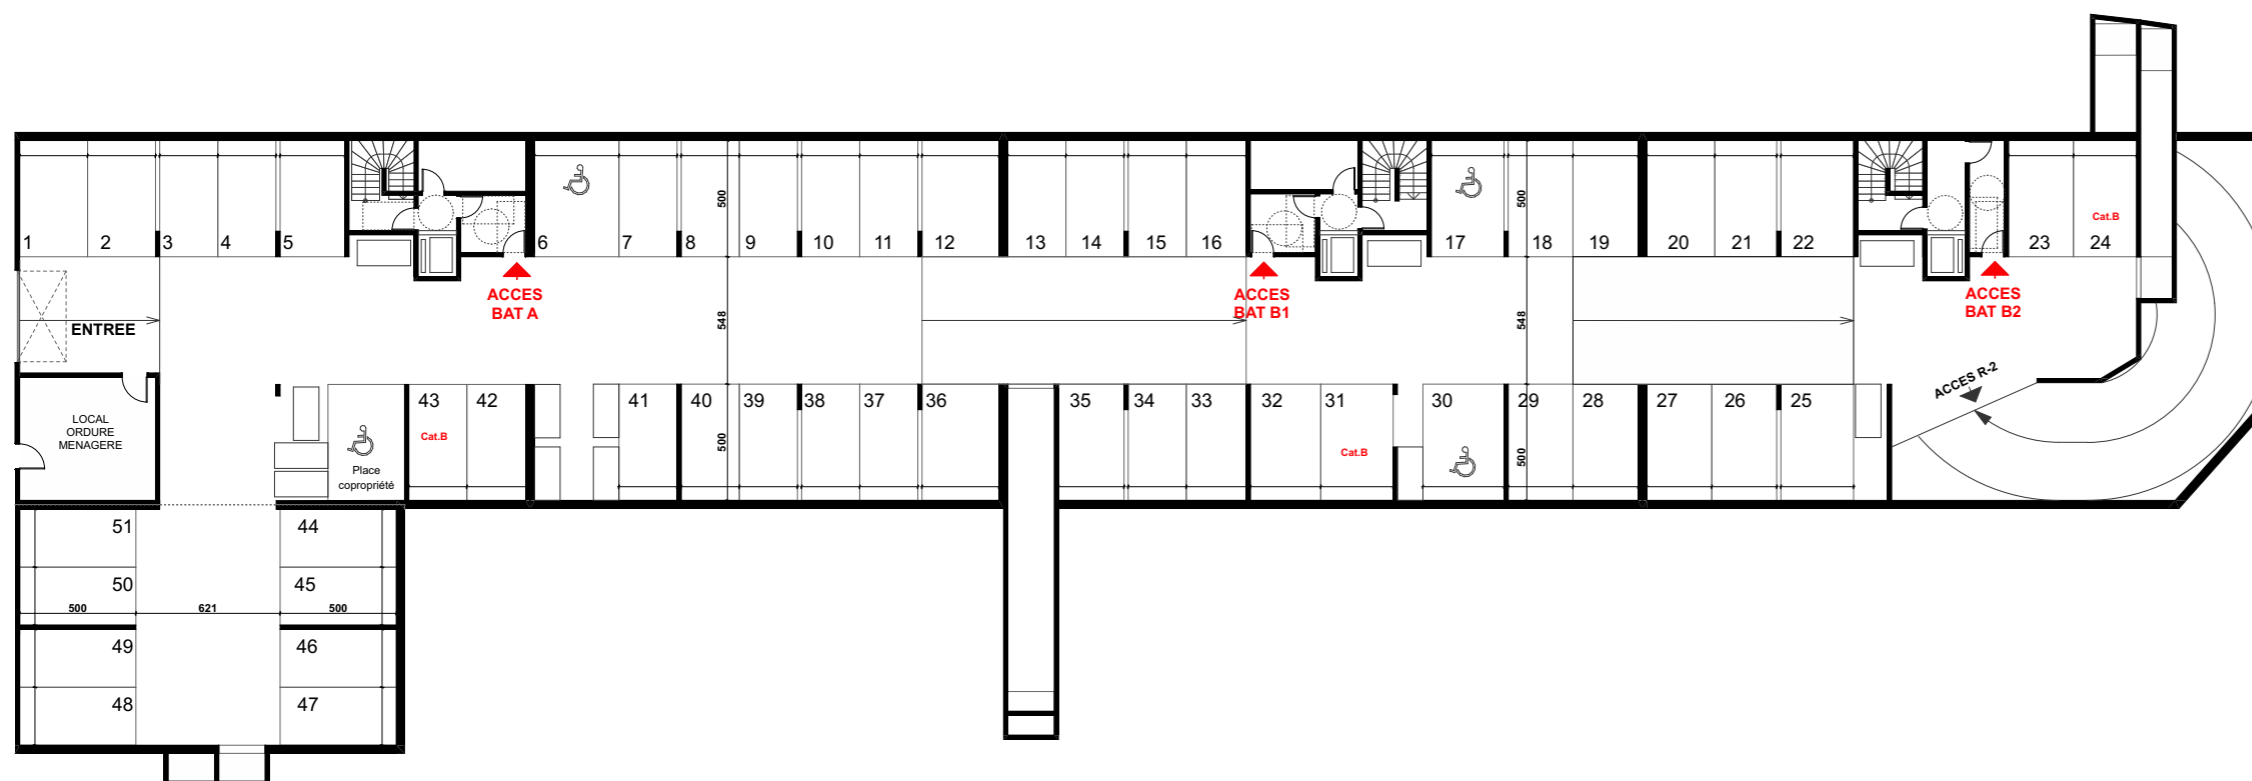 500
500
Cat.B
1 2 3 4 5 6 7 8 9 10 11 12 13 14 15 16 17 18 19 20 21 22 23 24
ACCES
BAT A
ACCES
BAT B1
ACCES
BAT B2
ENTREE
548
548
ACCES R-2
43 42 41 40 39 38 37 36 35 34 33 32 31 30 29 28 27 26 25
LOCAL
ORDURE
MENAGERE
Cat.B
500
Cat.B
500
Place
copropriété
51 44
50 45
500 621 500
49 46
48 47